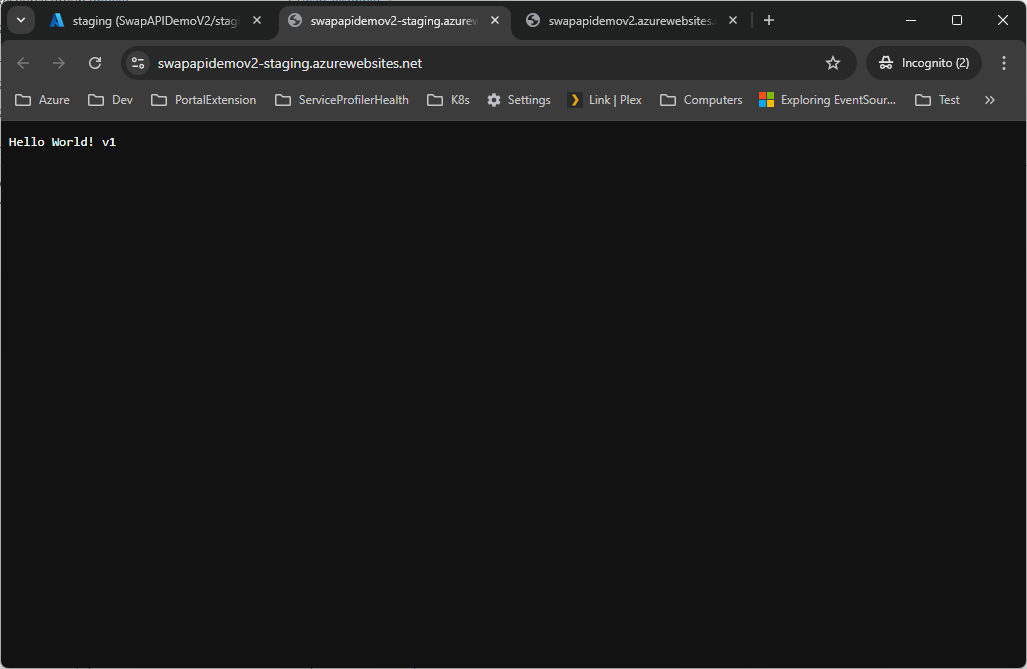 staging (SwapAPIDemoV2/stag
swapapidemov2-staging.azurew
swapapidemov2.azurewebsites.
swapapidemov2-staging.azurewebsites.net
Incognito (2)
Azure
Dev
PortalExtension
ServiceProfilerHealth
K8s
Settings
Link | Plex
Computers
Exploring EventSour...
Test
Hello World! v1